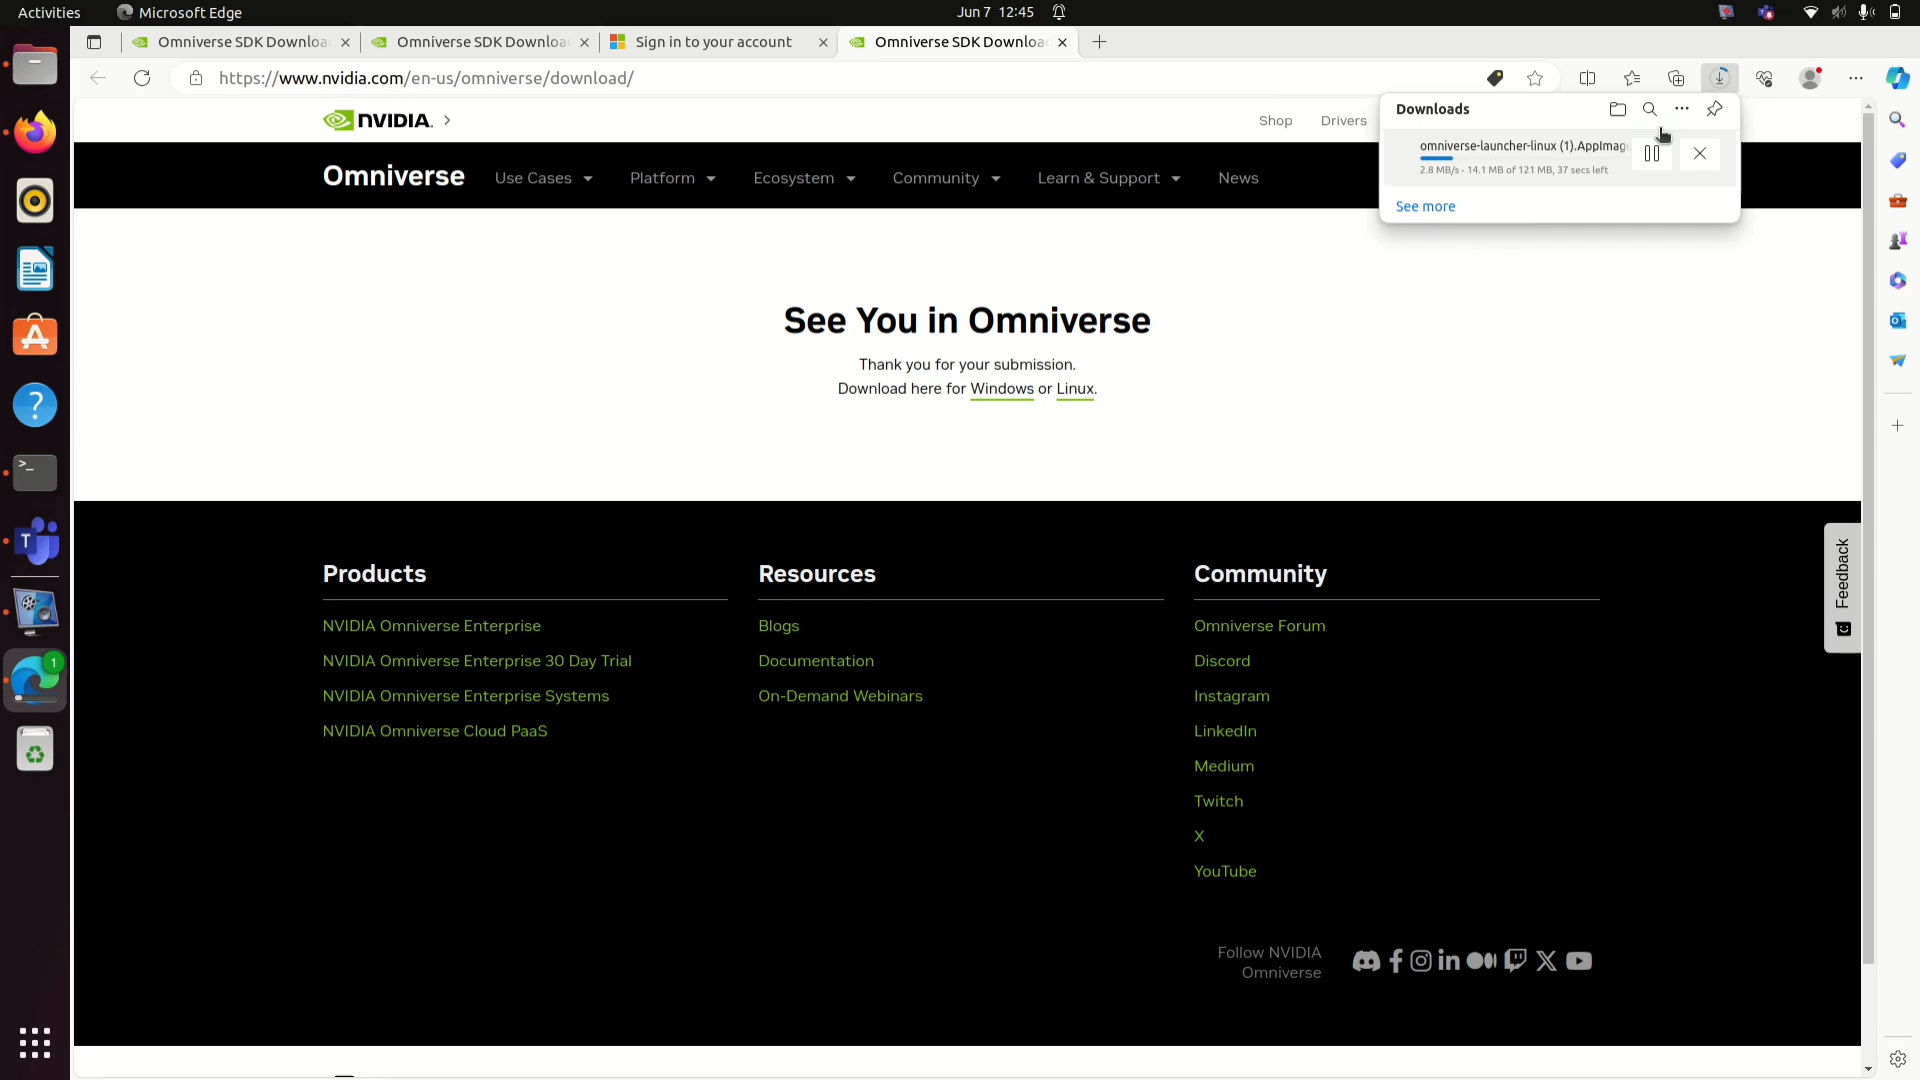 Activities
Microsoft Edge
Jun 7 12:45
Omniverse SDK Downloa
Omniverse SDK Downloa
Sign in to your account
Omniverse SDK Downloa
https://www.nvidia.com/en-us/omniverse/download/
NVIDIA.
Shop
Drivers
Downloads
omniverse-launcher-linux (1).AppImag
2.8 MB/s - 14.1 MB of 121 MB, 37 secs left
See more
Omniverse
Use Cases
Platform
Ecosystem
Community
Learn & Support
News
See You in Omniverse
Thank you for your submission.
Download here for Windows or Linux.
Feedback
Products
NVIDIA Omniverse Enterprise
NVIDIA Omniverse Enterprise 30 Day Trial
NVIDIA Omniverse Enterprise Systems
NVIDIA Omniverse Cloud PaaS
Resources
Blogs
Documentation
On-Demand Webinars
Community
Omniverse Forum
Discord
Instagram
LinkedIn
Medium
Twitch
X
YouTube
Follow NVIDIA
Omniverse
1